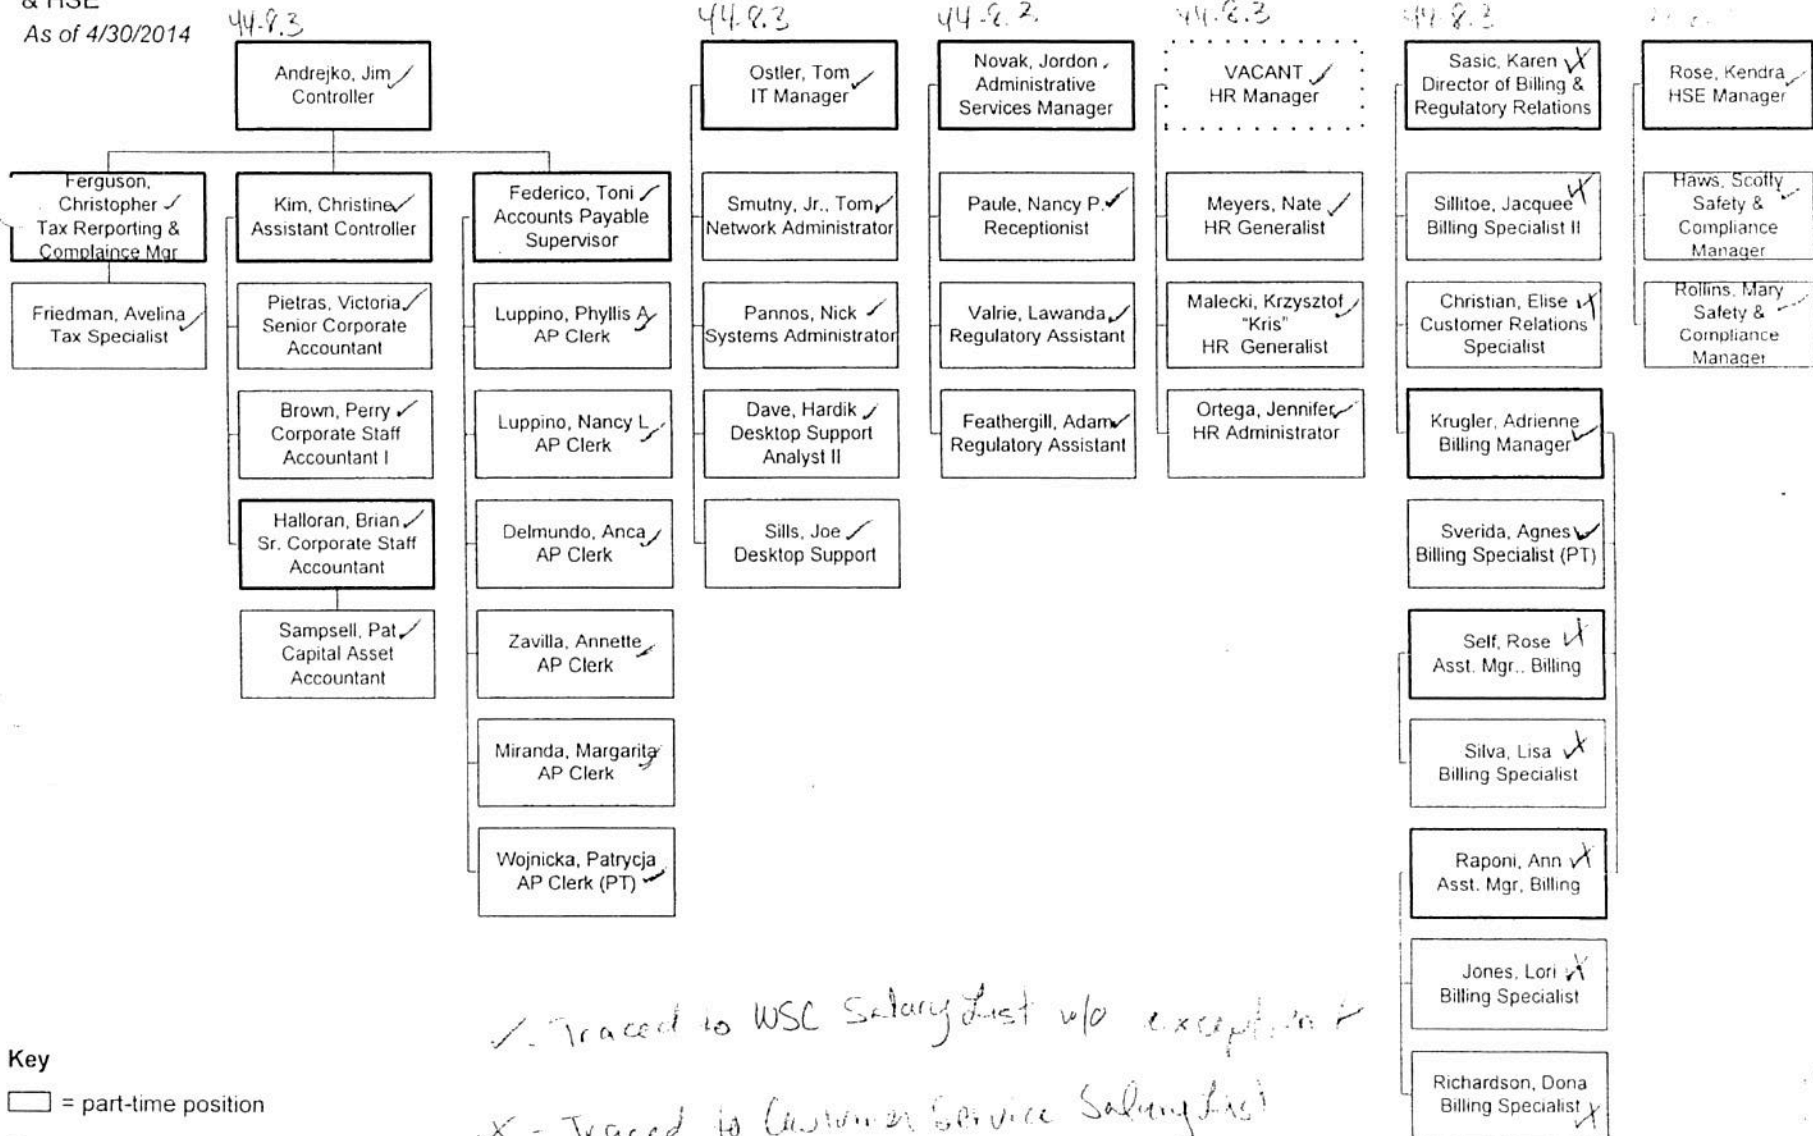 & HSE
As of 4/30/2014
44-8.3
44-8.3
44-8.2
44-8.3
44-8.3
Andrejko, Jim ✓
Controller
Ostler, Tom ✓
IT Manager
Novak, Jordon
Administrative
Services Manager
VACANT ✓
HR Manager
Sasic, Karen X
Director of Billing &
Regulatory Relations
Rose, Kendra ✓
HSE Manager
Ferguson,
Christopher ✓
Tax Rerporting &
Complaince Mgr
Kim, Christine ✓
Assistant Controller
Federico, Toni ✓
Accounts Payable
Supervisor
Smutny, Jr., Tom ✓
Network Administrator
Paule, Nancy P. ✓
Receptionist
Meyers, Nate ✓
HR Generalist
Sillitoe, Jacquee X
Billing Specialist II
Haws, Scotty
Safety & ✓
Compliance
Manager
Friedman, Avelina
Tax Specialist ✓
Pietras, Victoria ✓
Senior Corporate
Accountant
Luppino, Phyllis A ✓
AP Clerk
Pannos, Nick ✓
Systems Administrator
Valrie, Lawanda ✓
Regulatory Assistant
Malecki, Krzysztof ✓
"Kris"
HR Generalist
Christian, Elise X
Customer Relations
Specialist
Rollins, Mary
Safety & ✓
Compliance
Manager
Brown, Perry ✓
Corporate Staff
Accountant I
Luppino, Nancy L ✓
AP Clerk
Dave, Hardik ✓
Desktop Support
Analyst II
Feathergill, Adam ✓
Regulatory Assistant
Ortega, Jennifer ✓
HR Administrator
Krugler, Adrienne
Billing Manager ✓
Halloran, Brian ✓
Sr. Corporate Staff
Accountant
Delmundo, Anca ✓
AP Clerk
Sills, Joe ✓
Desktop Support
Sverida, Agnes ✓
Billing Specialist (PT)
Sampsell, Pat ✓
Capital Asset
Accountant
Zavilla, Annette ✓
AP Clerk
Self, Rose X
Asst. Mgr., Billing
Miranda, Margarita ✓
AP Clerk
Silva, Lisa X
Billing Specialist
Wojnicka, Patrycja
AP Clerk (PT) ✓
Raponi, Ann X
Asst. Mgr, Billing
Jones, Lori X
Billing Specialist
Richardson, Dona
Billing Specialist X
✓ - Traced to WSC Salary List w/o exception
X - Traced to Customer Service Salary List
Key
= part-time position